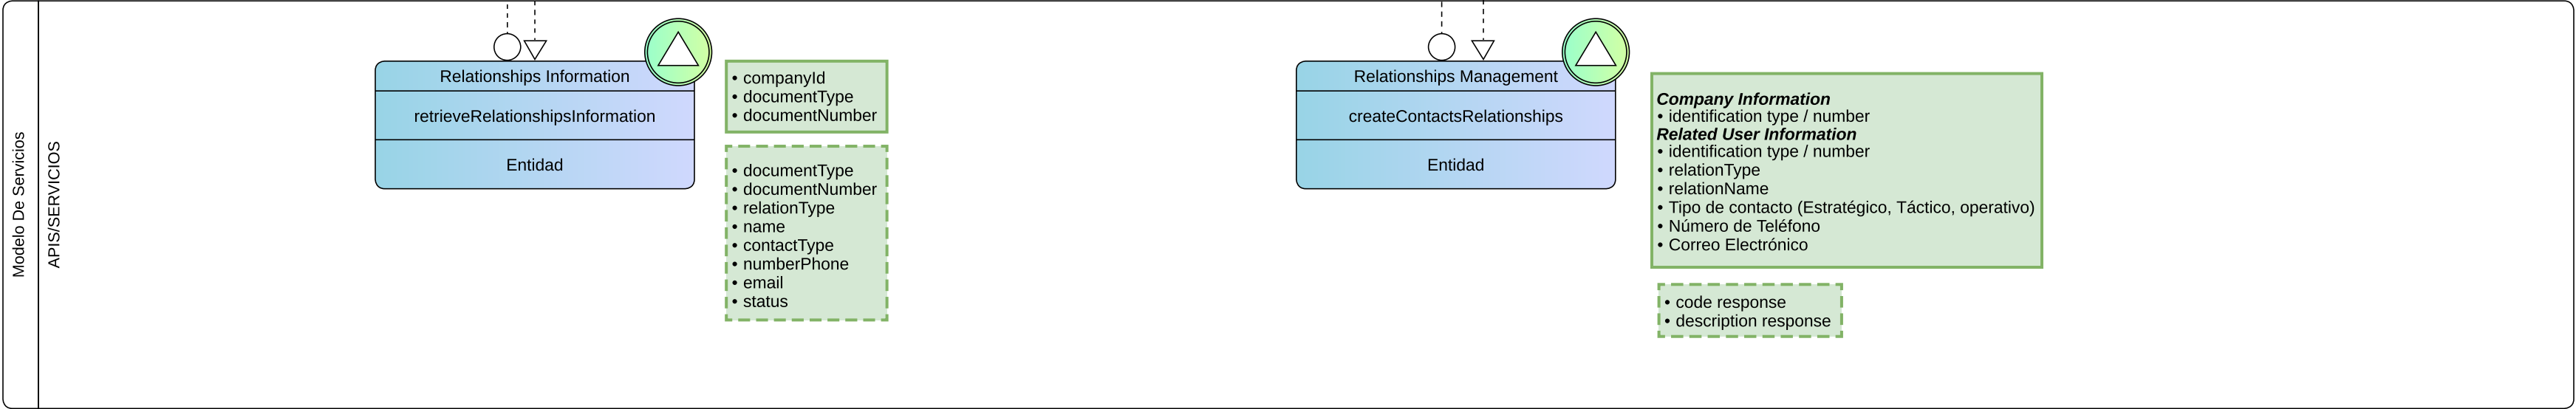 Modelo De Servicios
APIS/SERVICIOS
Relationships Information
retrieveRelationshipsInformation
Entidad
• companyId
• documentType
• documentNumber
• documentType
• documentNumber
• relationType
• name
• contactType
• numberPhone
• email
• status
Relationships Management
createContactsRelationships
Entidad
Company Information
• identification type / number
Related User Information
• identification type / number
• relationType
• relationName
• Tipo de contacto (Estratégico, Táctico, operativo)
• Número de Teléfono
• Correo Electrónico
• code response
• description response